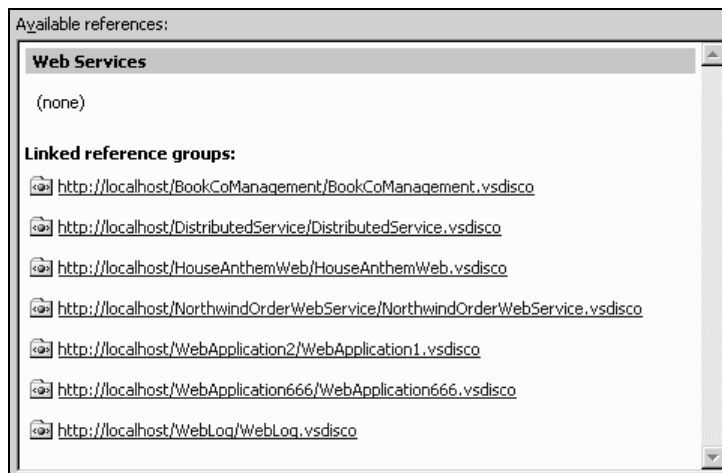 Available references:
Web Services
(none)
Linked reference groups:
http://localhost/BookCoManagement/BookCoManagement.vsdisco
http://localhost/DistributedService/DistributedService.vsdisco
http://localhost/HouseAnthemWeb/HouseAnthemWeb.vsdisco
http://localhost/NorthwindOrderWebService/NorthwindOrderWebService.vsdisco
http://localhost/WebApplication2/WebApplication1.vsdisco
http://localhost/WebApplication666/WebApplication666.vsdisco
http://localhost/WebLog/WebLog.vsdisco